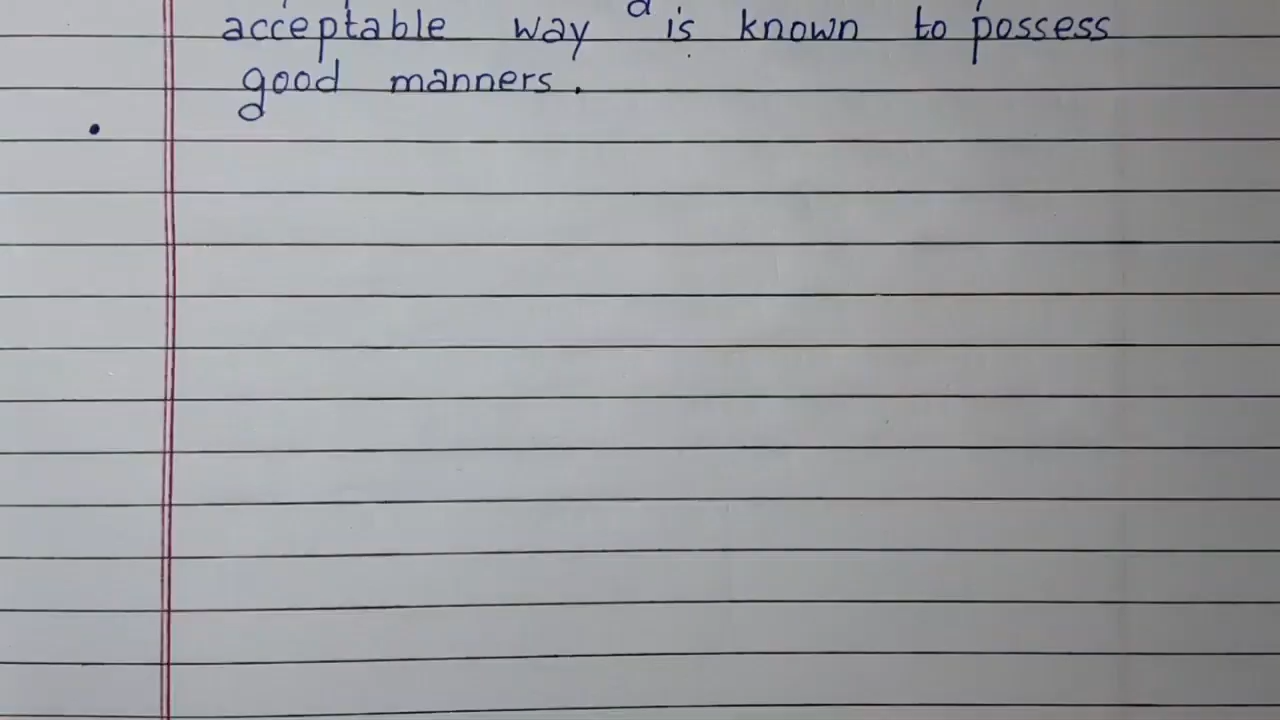 acceptable way is known to possess
good manners.